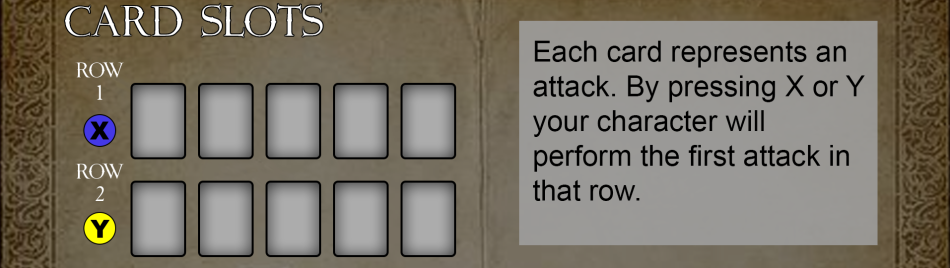 CARD SLOTS
ROW
1
X
ROW
2
Y
Each card represents an
attack. By pressing X or Y
your character will
perform the first attack in
that row.